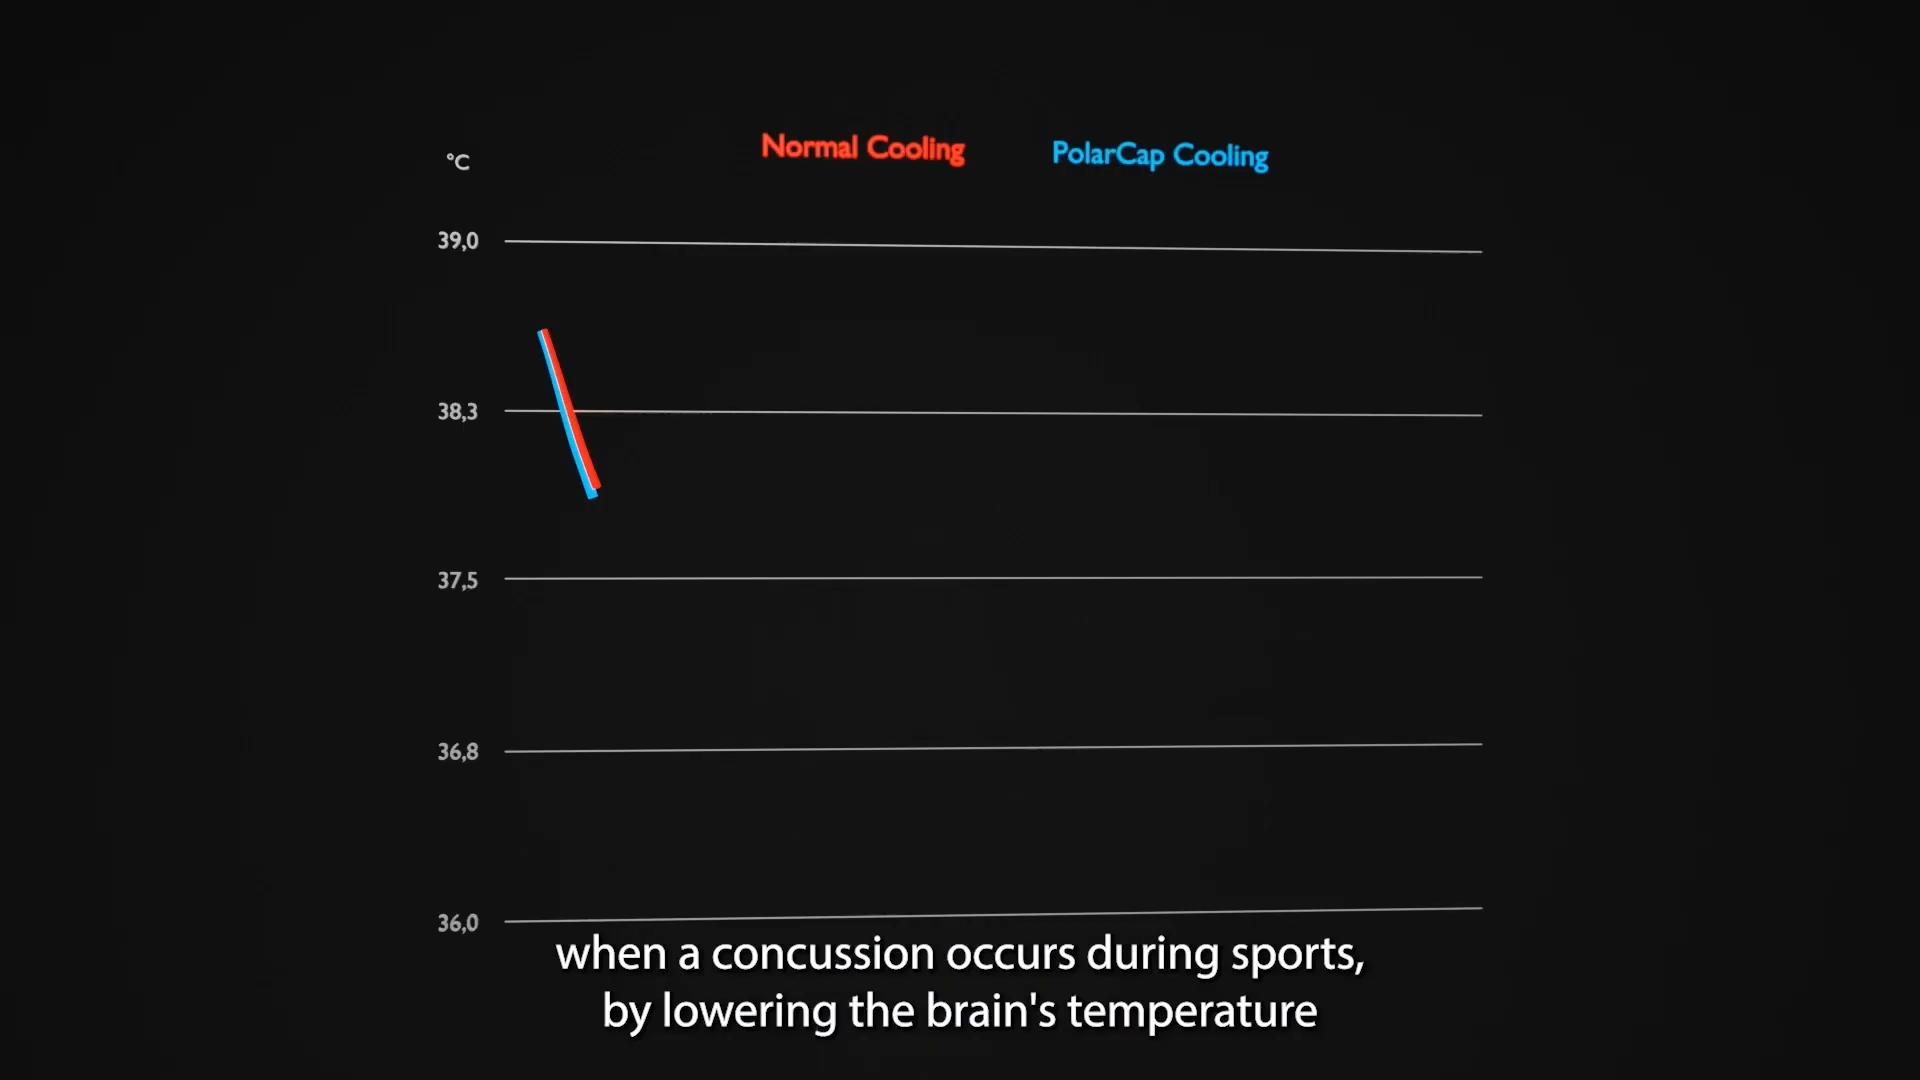 Normal Cooling
PolarCap Cooling
°C
39,0
38,3
37,5
36,8
36,0
when a concussion occurs during sports,
by lowering the brain's temperature